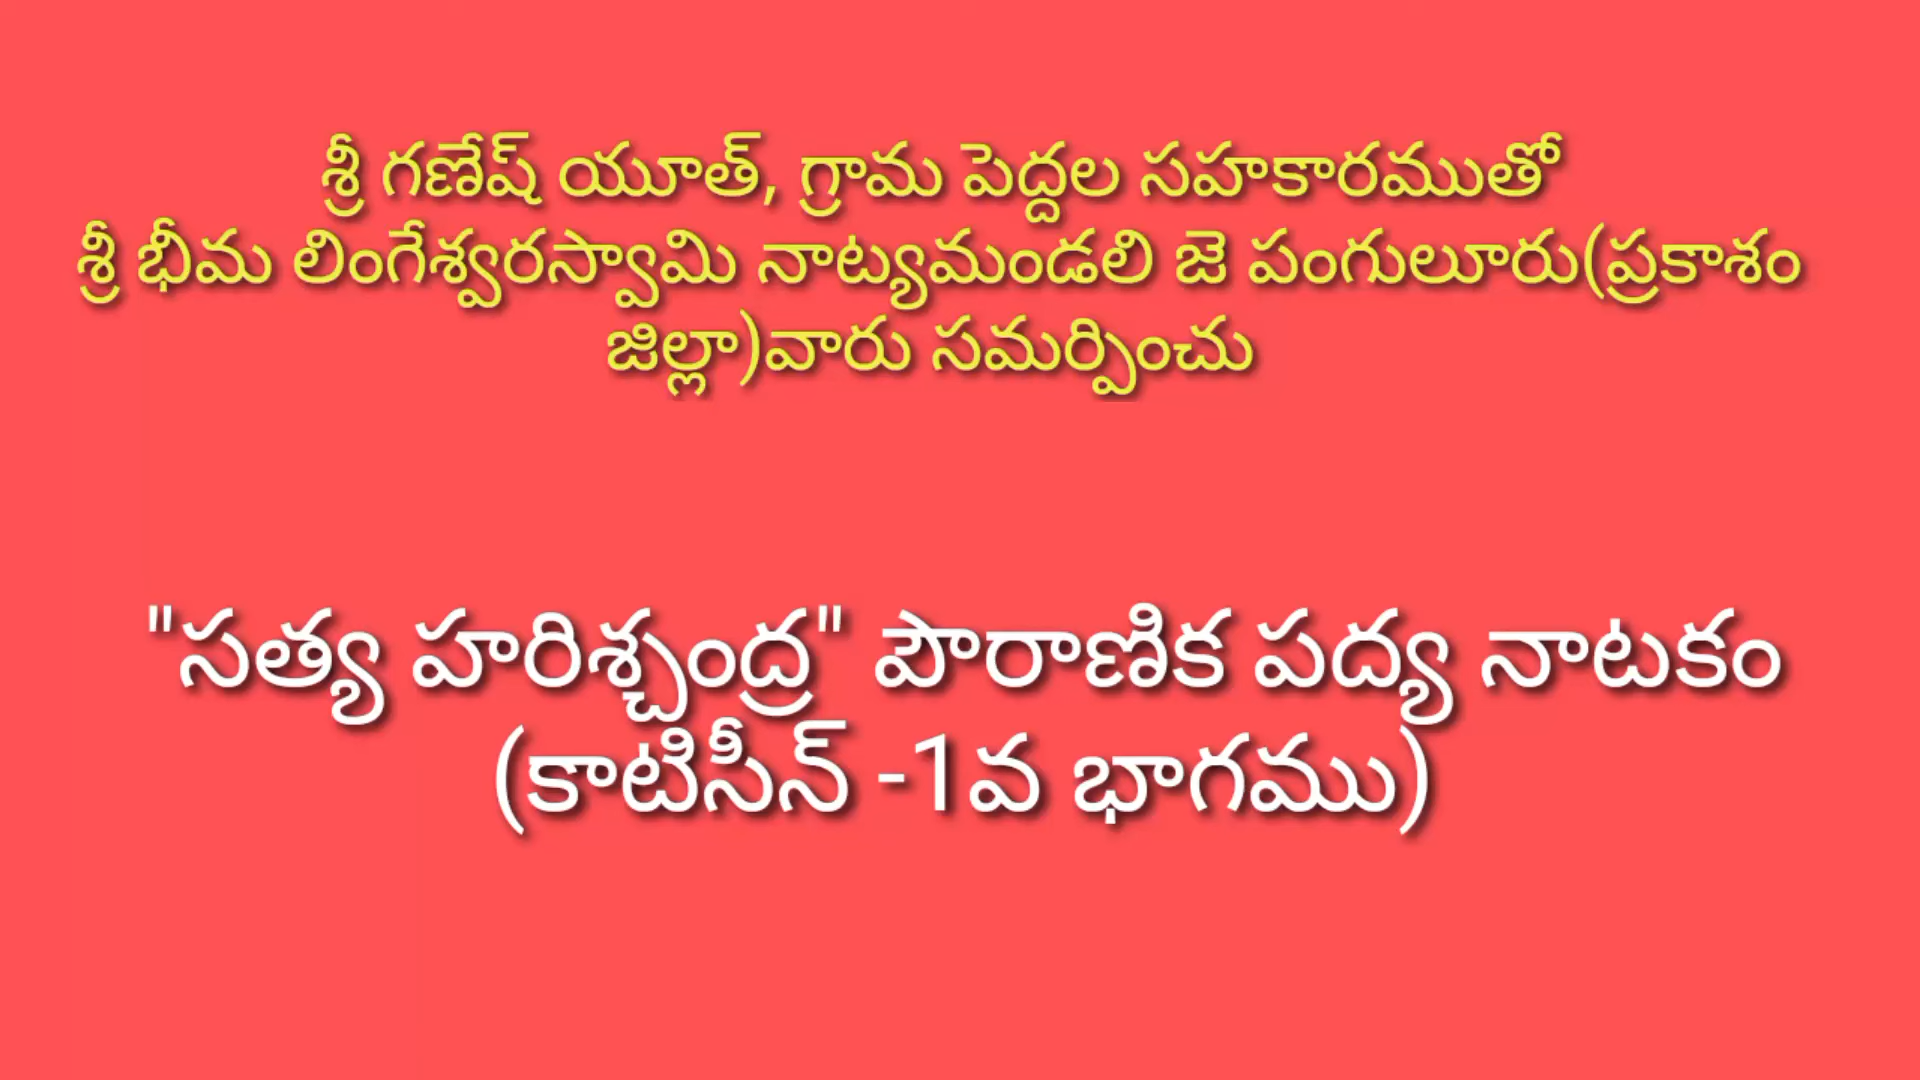 శ్రీ గణేష్ యూత్, గ్రామ పెద్దల సహకారముతో
శ్రీ భీమ లింగేశ్వరస్వామి నాట్యమండలి జె పంగులూరు(ప్రకాశం
జిల్లా)వారు సమర్పించు
"సత్య హరిశ్చంద్ర" పౌరాణిక పద్య నాటకం
(కాటిసీన్ -1వ భాగము)